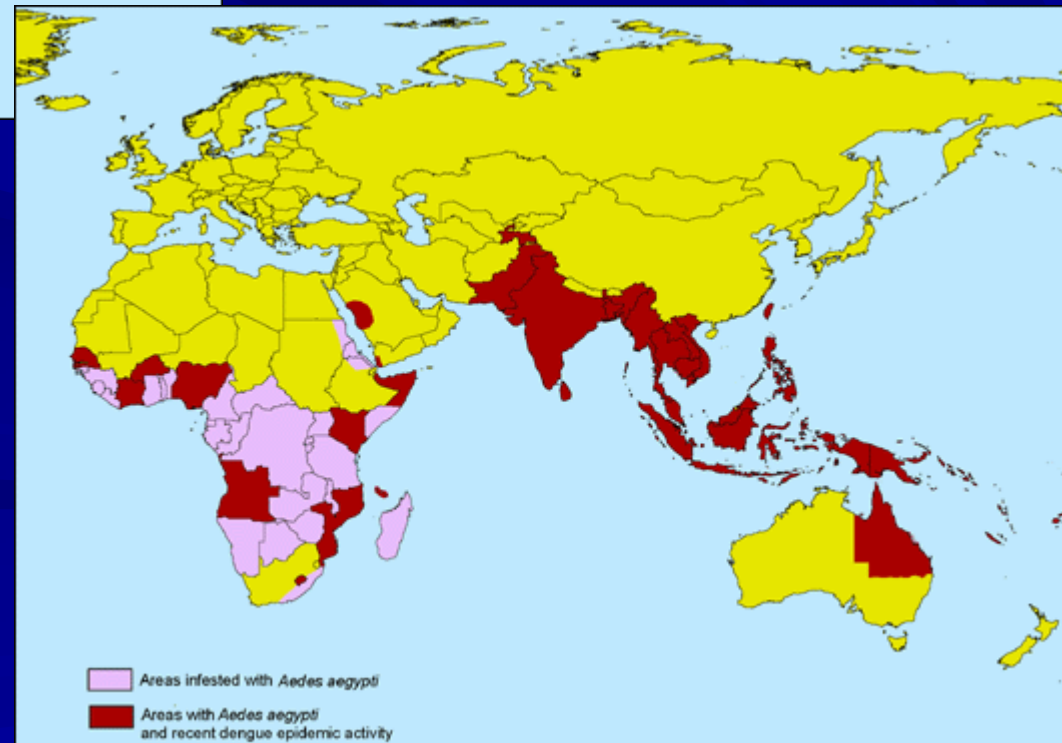 Areas infested with Aedes aegypti
Areas with Aedes aegypti
and recent dengue epidemic activity